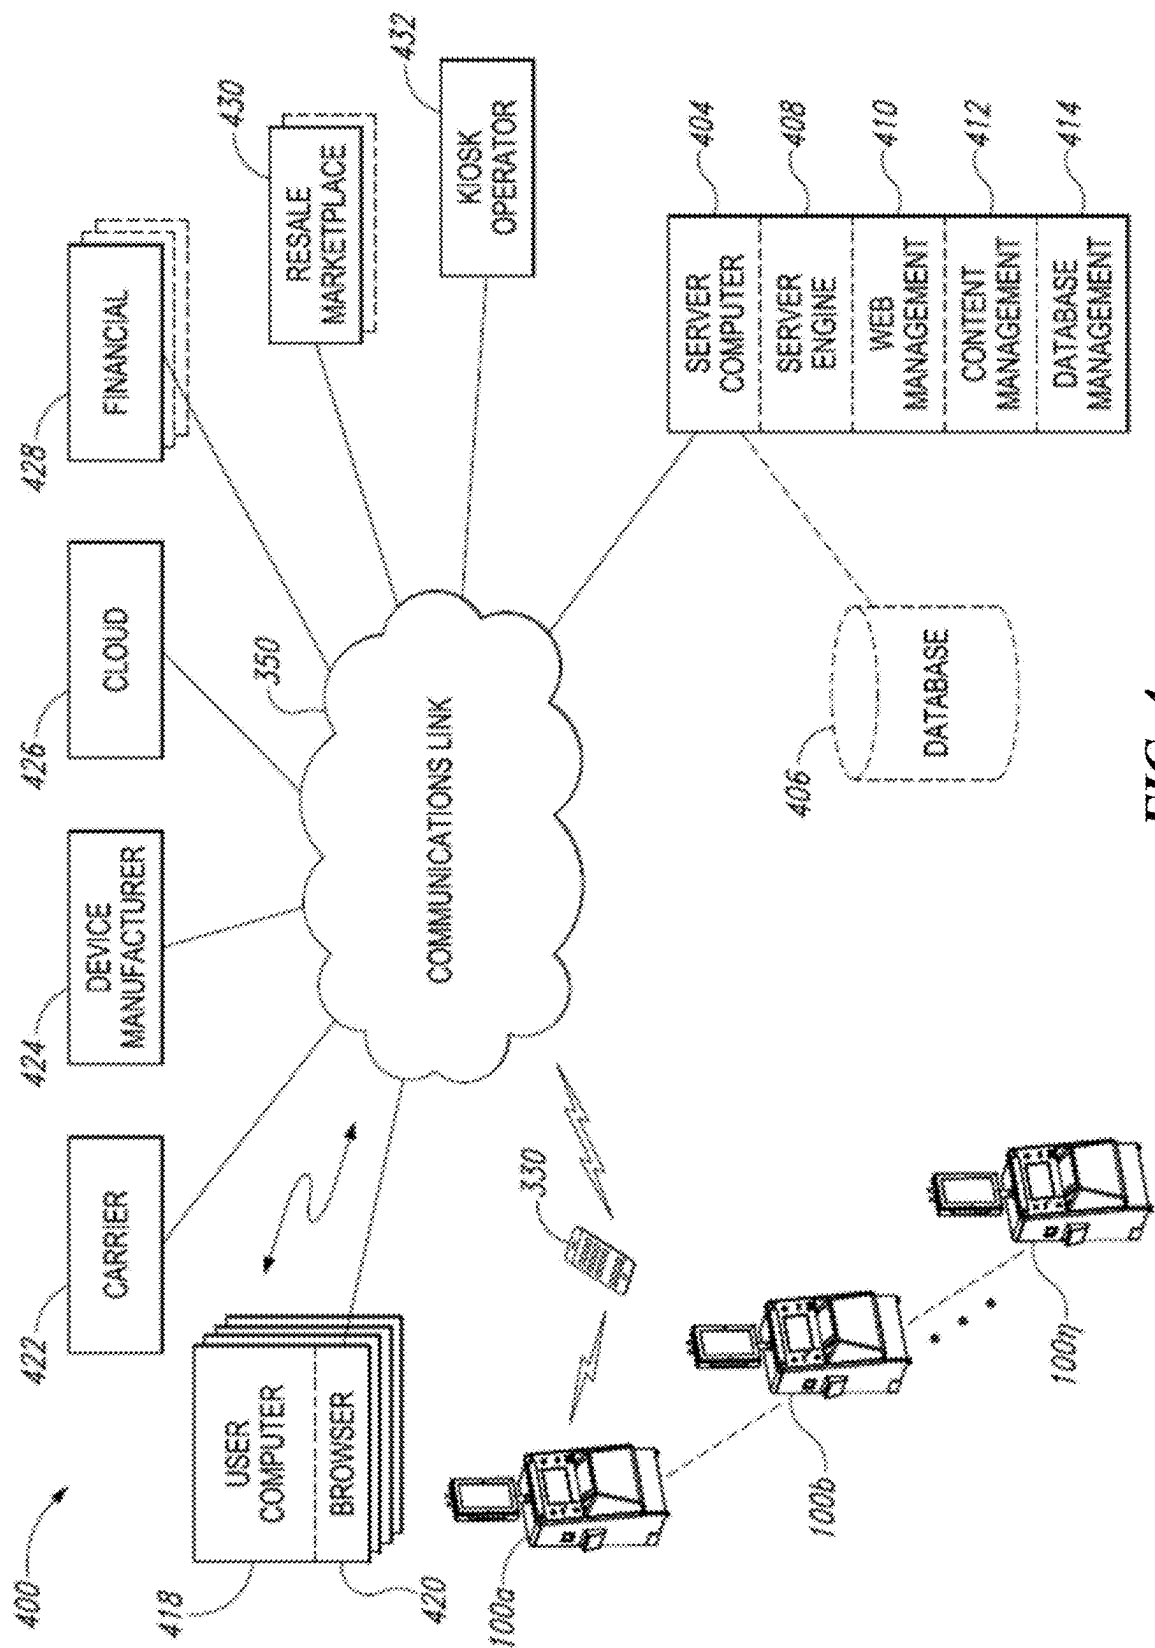 400
422
CARRIER
424
DEVICE
MANUFACTURER
426
CLOUD
428
FINANCIAL
418
USER
COMPUTER
BROWSER
420
350
430
RESALE
MARKETPLACE
COMMUNICATIONS LINK
432
KIOSK
OPERATOR
330
100a
100b
100η
406
DATABASE
SERVER
COMPUTER
404
SERVER
ENGINE
408
WEB
MANAGEMENT
410
CONTENT
MANAGEMENT
412
DATABASE
MANAGEMENT
414